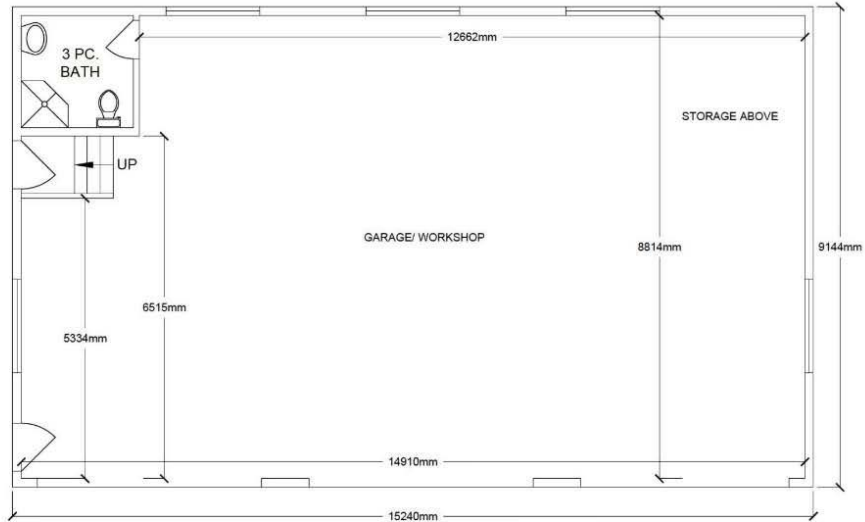 12662mm
3 PC.
BATH
STORAGE ABOVE
UP
GARAGE/ WORKSHOP
8814mm
9144mm
6515mm
5334mm
14910mm
15240mm